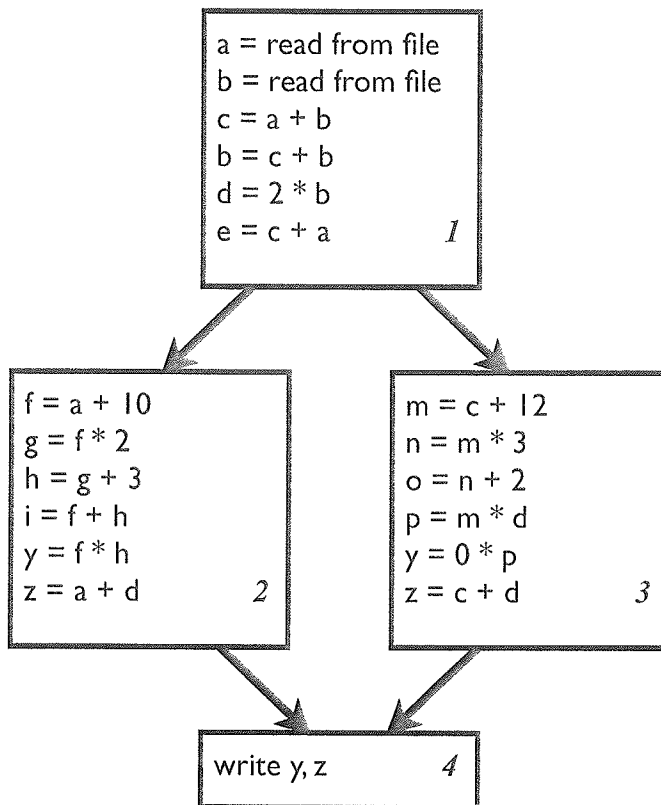 a = read from file
b = read from file
c = a + b
b = c + b
d = 2 * b
e = c + a
1
f = a + 10
g = f * 2
h = g + 3
i = f + h
y = f * h
z = a + d
2
m = c + 12
n = m * 3
o = n + 2
p = m * d
y = 0 * p
z = c + d
3
write y, z
4